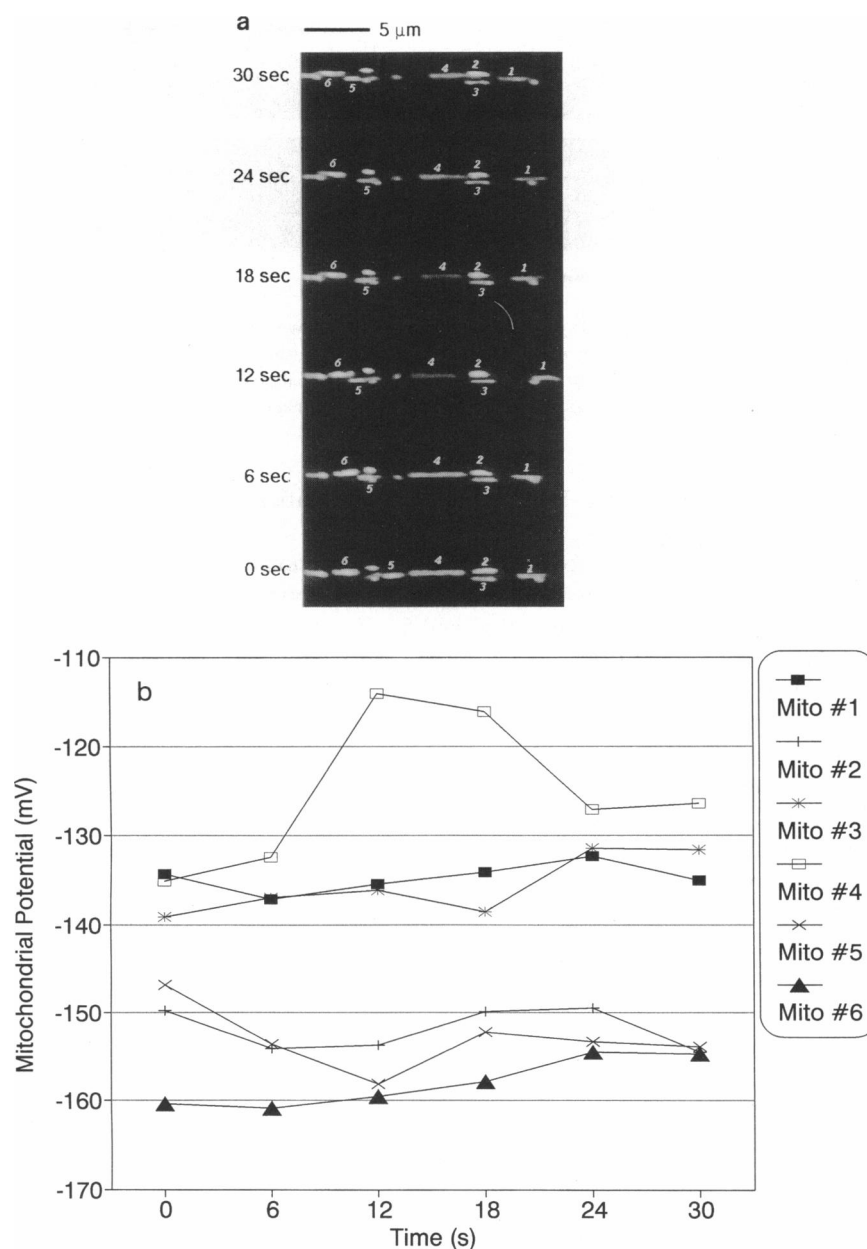 a
5 µm
30 sec
6 5 4 2 3 1
24 sec
6 5 4 2 3 1
18 sec
6 5 4 2 3 1
12 sec
6 5 4 2 3 1
6 sec
6 5 4 2 3 1
0 sec
6 5 4 2 3 1
b
Mitochondrial Potential (mV)
-110
-120
-130
-140
-150
-160
-170
0 6 12 18 24 30
Time (s)
Mito #1
Mito #2
Mito #3
Mito #4
Mito #5
Mito #6